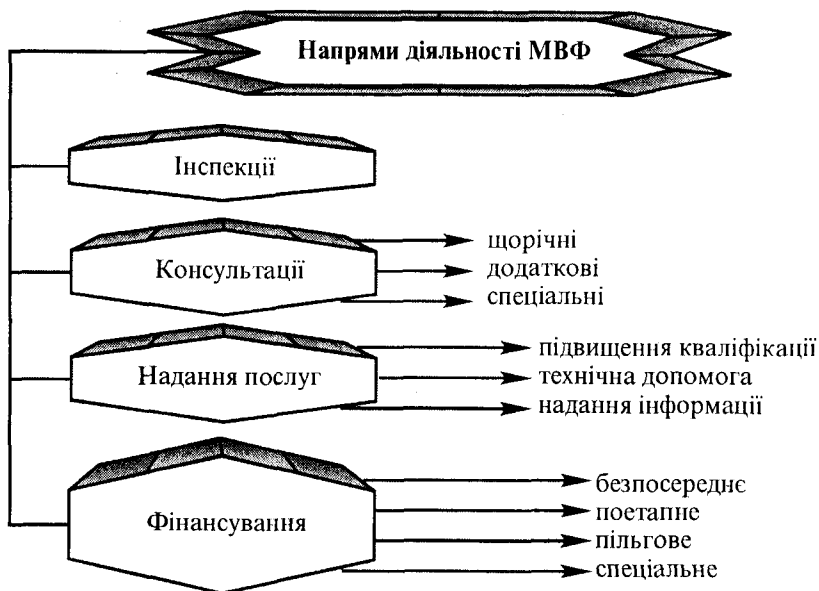 Напрями діяльності МВФ
Інспекції
Консультації
щорічні
додаткові
спеціальні
Надання послуг
підвищення кваліфікації
технічна допомога
надання інформації
Фінансування
безпосереднє
поетапне
пільгове
спеціальне